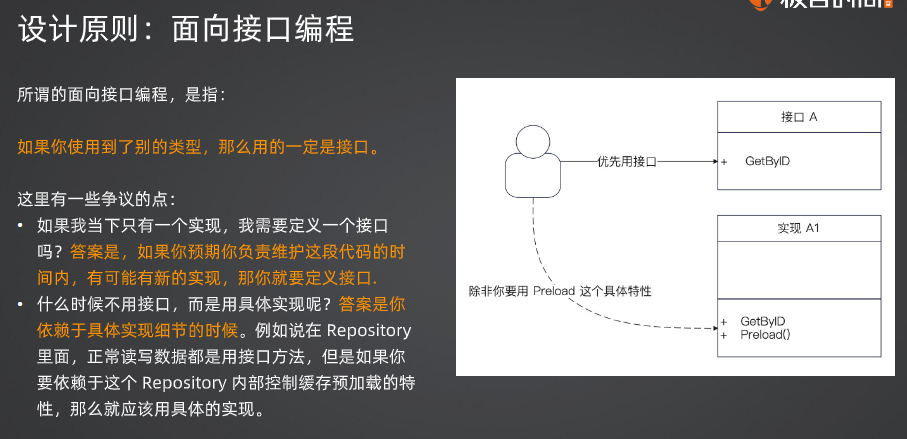 设计原则：面向接口编程
所谓的面向接口编程，是指：
如果你使用到了别的类型，那么用的一定是接口。
这里有一些争议的点：
• 如果我当下只有一个实现，我需要定义一个接口
吗？答案是，如果你预期你负责维护这段代码的时
间内，有可能有新的实现，那你就要定义接口.
• 什么时候不用接口，而是用具体实现呢？答案是你
依赖于具体实现细节的时候。例如说在 Repository
里面，正常读写数据都是用接口方法，但是如果你
要依赖于这个 Repository 内部控制缓存预加载的特
性，那么就应该用具体的实现。
接口 A
优先用接口
+ GetByID
实现 A1
除非你要用 Preload 这个具体特性
+ GetByID
+ Preload()